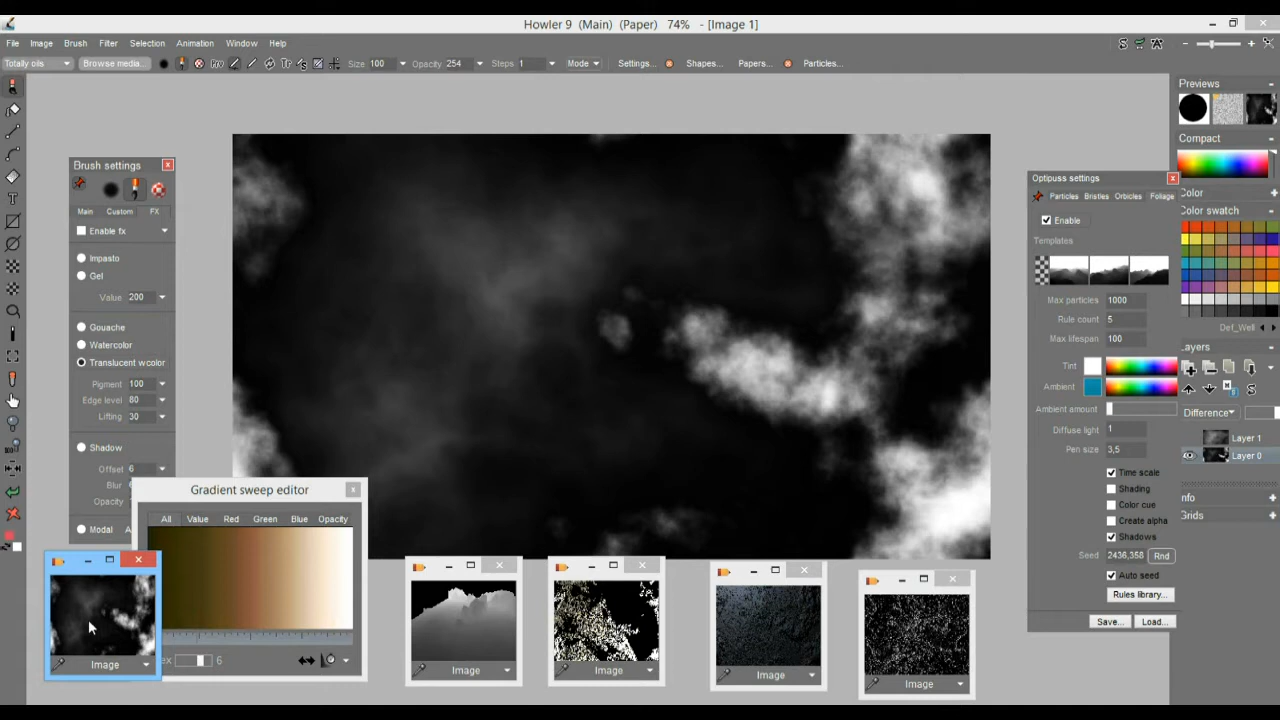 Howler 9 (Main) (Paper) 74% - [Image 1]
File Image Brush Filter Selection Animation Window Help
Totally oils Browse media... Prv Tr Size 100 Opacity 254 Steps 1 Mode Settings... Shapes... Papers... Particles...
Previews
Compact
Color
Color swatch
Def_Well
Layers
Difference
Layer 1
Layer 0
Info
Grids
Brush settings
Main Custom FX
Enable fx
Impasto
Gel
Value 200
Gouache
Watercolor
Translucent wcolor
Pigment 100
Edge level 80
Lifting 30
Shadow
Offset 6
Blur
Opacity
Modal
Gradient sweep editor
All Value Red Green Blue Opacity
6
Optipuss settings
Particles Bristles Orbicles Foliage
Enable
Templates
Max particles 1000
Rule count 5
Max lifespan 100
Tint
Ambient
Ambient amount
Diffuse light 1
Pen size 3,5
Time scale
Shading
Color cue
Create alpha
Shadows
Seed 2436,358 Rnd
Auto seed
Rules library...
Save... Load...
Image
Image
Image
Image
Image